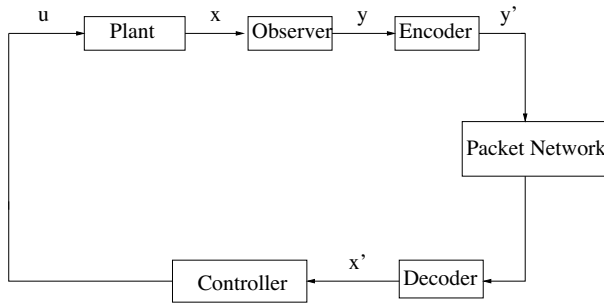 u
Plant
x
Observer
y
Encoder
y'
Packet Network
Controller
x'
Decoder